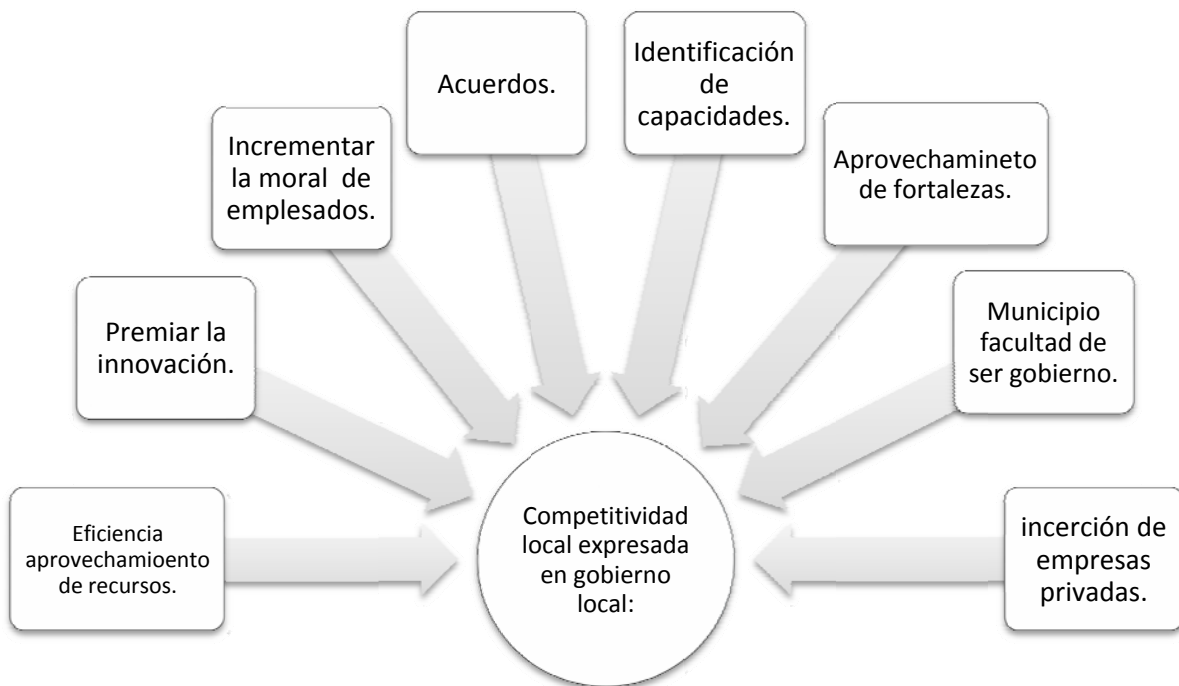 Eficiencia
aprovechamioento
de recursos.
Premiar la
innovación.
Incrementar
la moral de
emplesados.
Acuerdos.
Identificación
de
capacidades.
Aprovechamineto
de fortalezas.
Municipio
facultad de
ser gobierno.
incerción de
empresas
privadas.
Competitividad
local expresada
en gobierno
local: